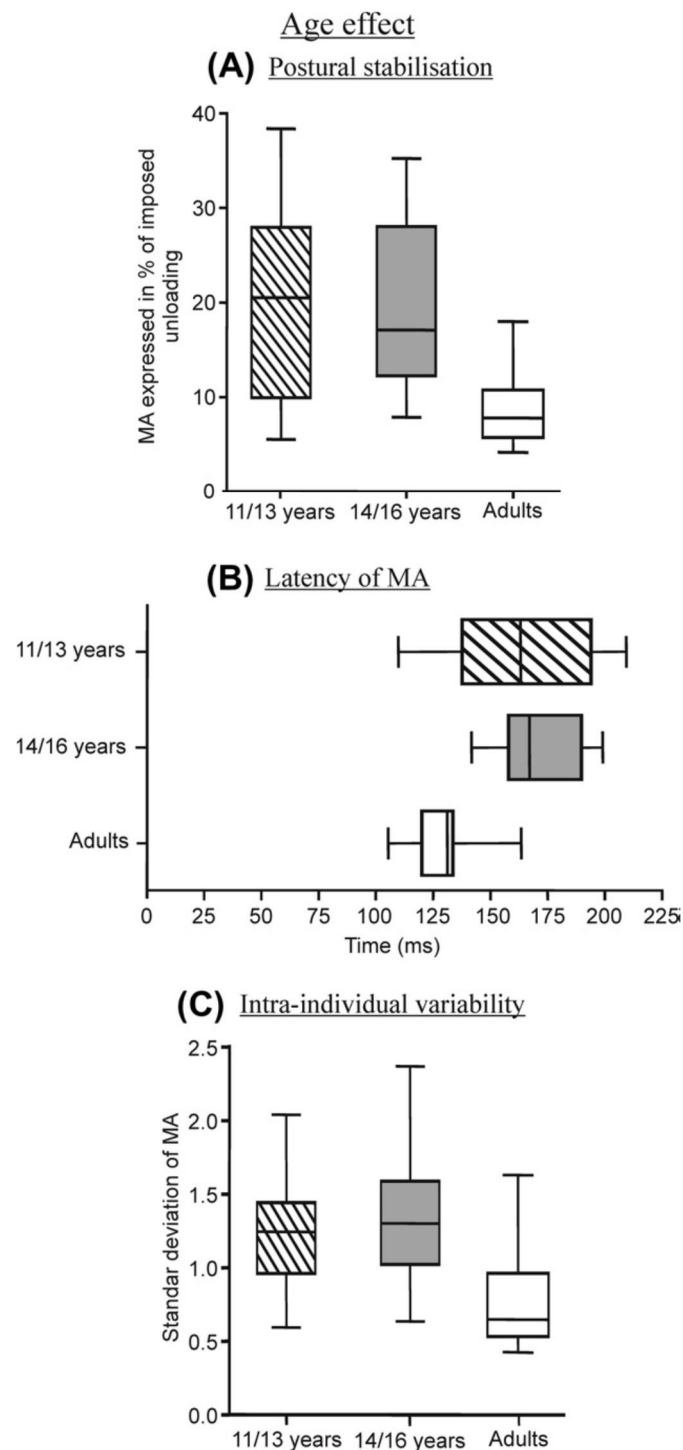 Age effect
(A) Postural stabilisation
MA expressed in % of imposed
unloading
40
30
20
10
0
11/13 years 14/16 years Adults
(B) Latency of MA
11/13 years
14/16 years
Adults
0 25 50 75 100 125 150 175 200 225
Time (ms)
(C) Intra-individual variability
Standar deviation of MA
2.5
2.0
1.5
1.0
0.5
0.0
11/13 years 14/16 years Adults